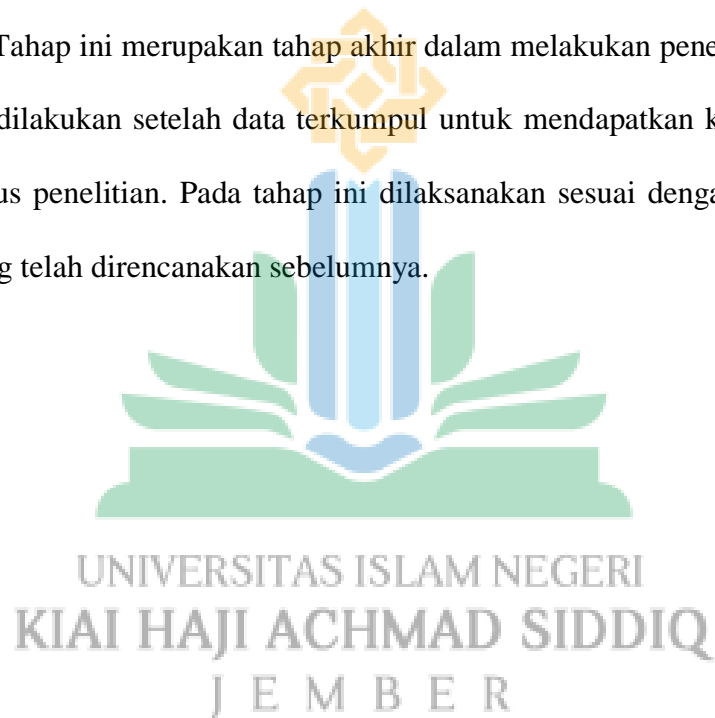 Tahap ini merupakan tahap akhir dalam melakukan pene
dilakukan setelah data terkumpul untuk mendapatkan k
us penelitian. Pada tahap ini dilaksanakan sesuai denga
g telah direncanakan sebelumnya.
UNIVERSITAS ISLAM NEGERI
KIAI HAJI ACHMAD SIDDIQ
J E M B E R